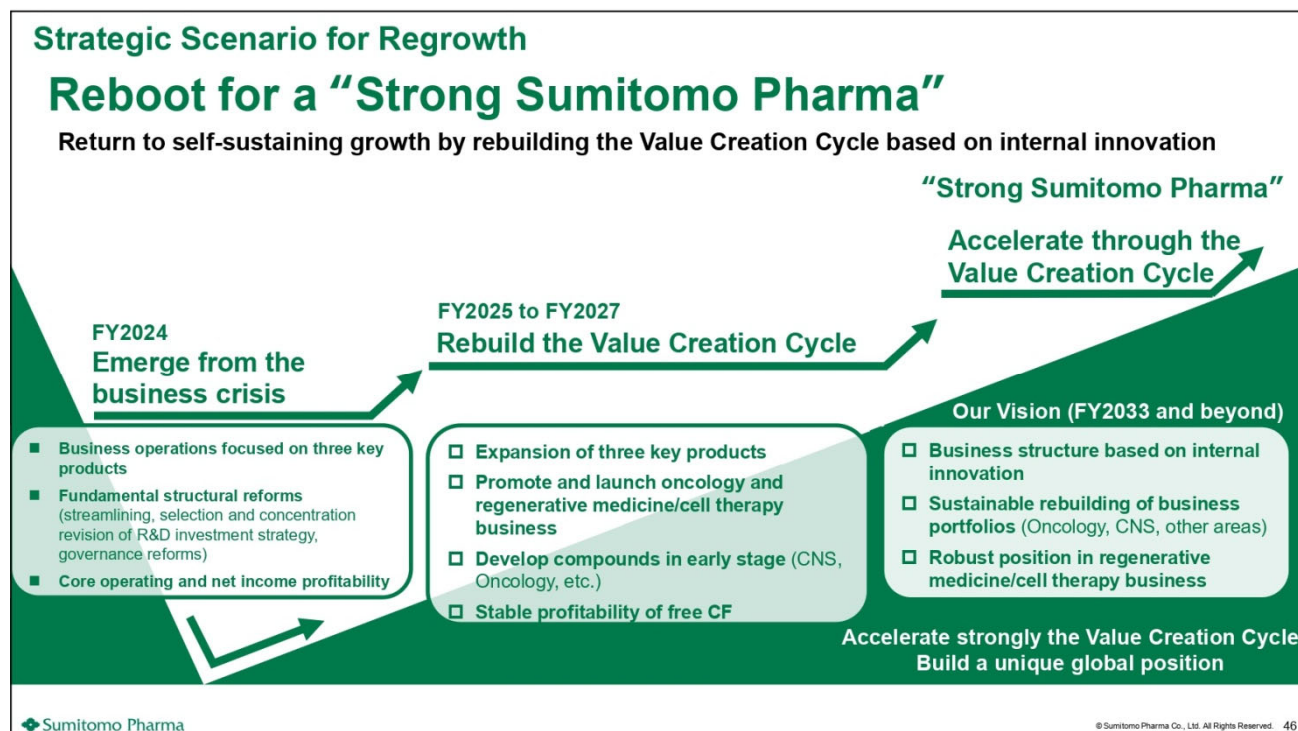 Strategic Scenario for Regrowth
Reboot for a “Strong Sumitomo Pharma”
Return to self-sustaining growth by rebuilding the Value Creation Cycle based on internal innovation
“Strong Sumitomo Pharma”
Accelerate through the
Value Creation Cycle
FY2025 to FY2027
Rebuild the Value Creation Cycle
FY2024
Emerge from the
business crisis
■ Business operations focused on three key
products
■ Fundamental structural reforms
(streamlining, selection and concentration
revision of R&D investment strategy,
governance reforms)
■ Core operating and net income profitability
□ Expansion of three key products
□ Promote and launch oncology and
regenerative medicine/cell therapy
business
□ Develop compounds in early stage (CNS,
Oncology, etc.)
□ Stable profitability of free CF
Our Vision (FY2033 and beyond)
□ Business structure based on internal
innovation
□ Sustainable rebuilding of business
portfolios (Oncology, CNS, other areas)
□ Robust position in regenerative
medicine/cell therapy business
Accelerate strongly the Value Creation Cycle
Build a unique global position
Sumitomo Pharma
© Sumitomo Pharma Co., Ltd. All Rights Reserved. 46